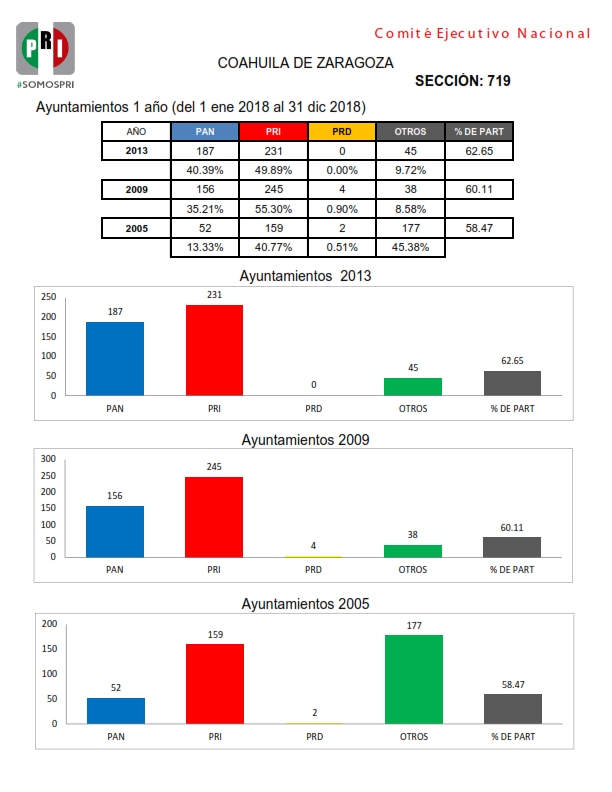 Comité Ejecutivo Nacional
PRI
#SOMOSPRI
COAHUILA DE ZARAGOZA
SECCIÓN: 719
Ayuntamientos 1 año (del 1 ene 2018 al 31 dic 2018)
AÑO PAN PRI PRD OTROS % DE PART
2013 187 231 0 45 62.65
40.39% 49.89% 0.00% 9.72%
2009 156 245 4 38 60.11
35.21% 55.30% 0.90% 8.58%
2005 52 159 2 177 58.47
13.33% 40.77% 0.51% 45.38%
Ayuntamientos 2013
250
200
150
100
50
0
187 231 0 45 62.65
PAN PRI PRD OTROS % DE PART
Ayuntamientos 2009
300
250
200
150
100
50
0
156 245 4 38 60.11
PAN PRI PRD OTROS % DE PART
Ayuntamientos 2005
200
150
100
50
0
52 159 2 177 58.47
PAN PRI PRD OTROS % DE PART